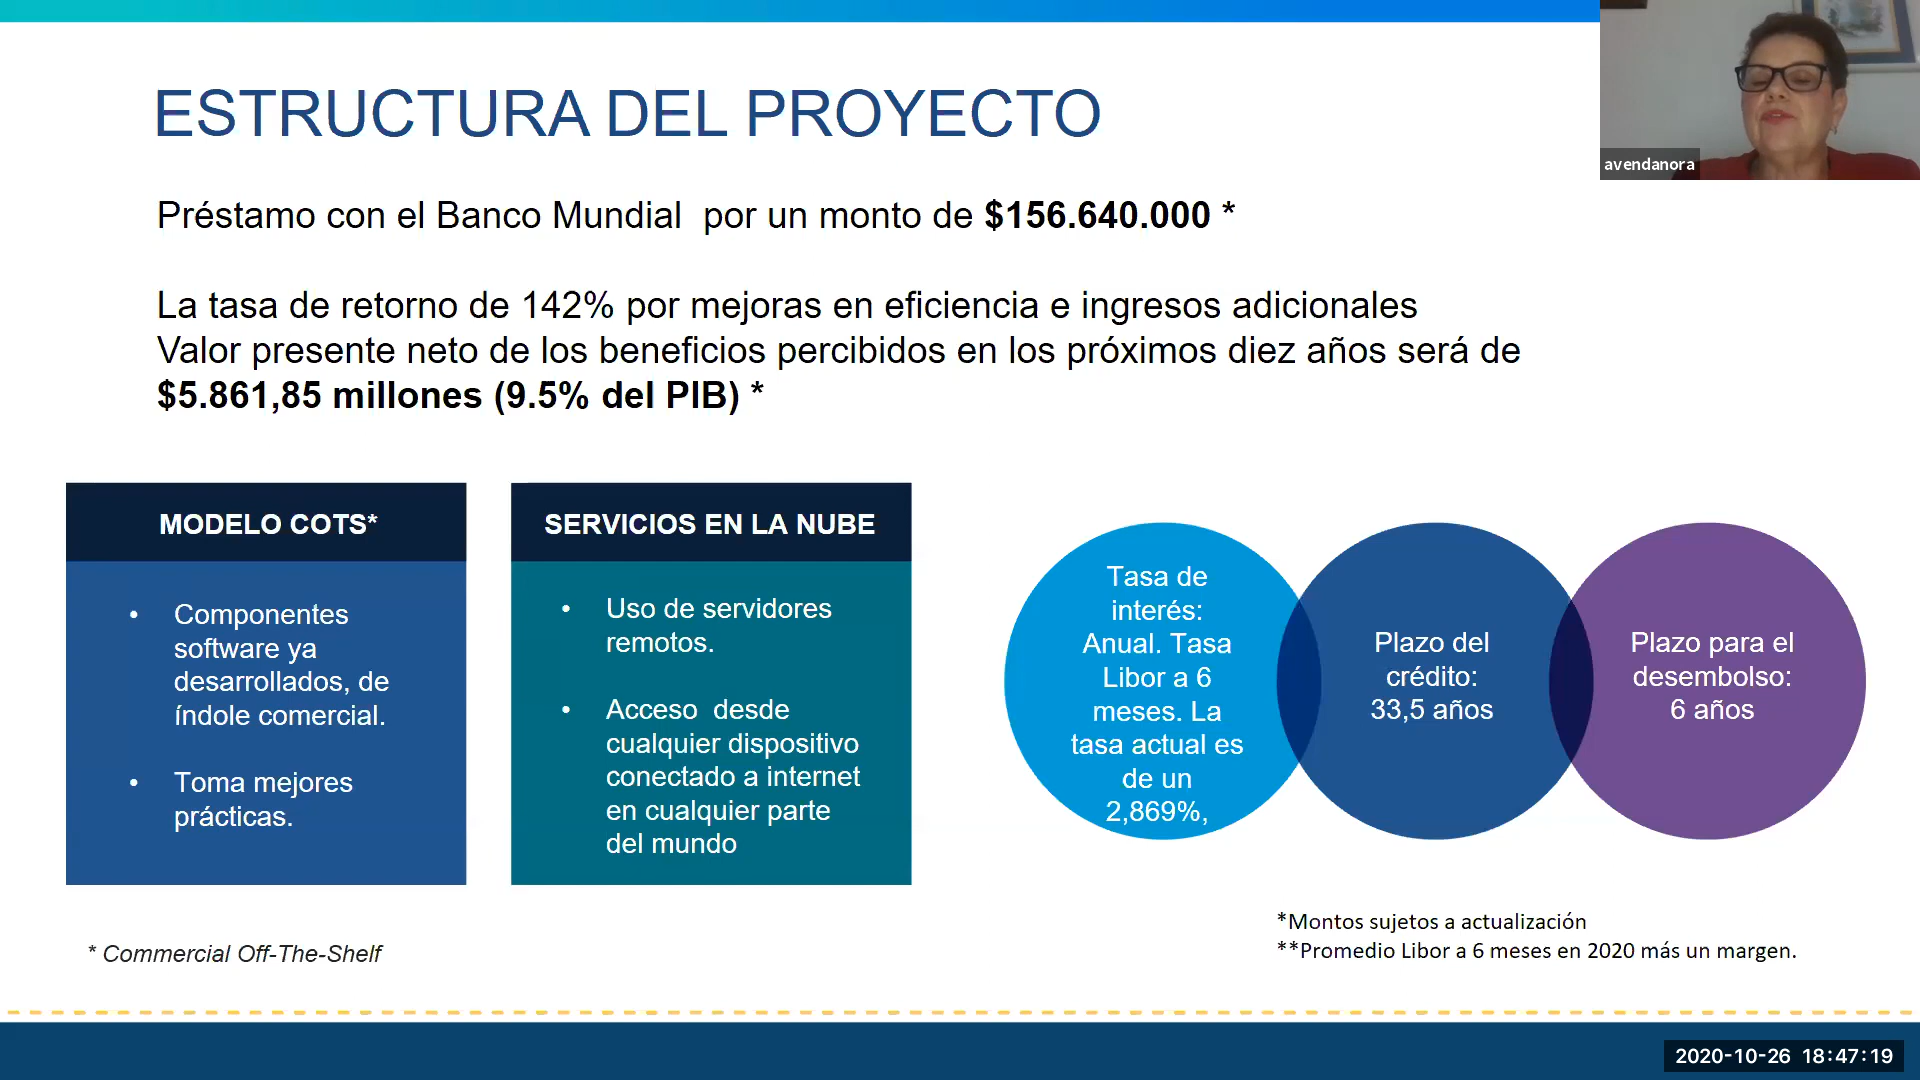 ESTRUCTURA DEL PROYECTO
avendanora
Préstamo con el Banco Mundial por un monto de $156.640.000 *
La tasa de retorno de 142% por mejoras en eficiencia e ingresos adicionales
Valor presente neto de los beneficios percibidos en los próximos diez años será de
$5.861,85 millones (9.5% del PIB) *
MODELO COTS*
• Componentes
software ya
desarrollados, de
índole comercial.
• Toma mejores
prácticas.
SERVICIOS EN LA NUBE
• Uso de servidores
remotos.
• Acceso desde
cualquier dispositivo
conectado a internet
en cualquier parte
del mundo
Tasa de
interés:
Anual. Tasa
Libor a 6
meses. La
tasa actual es
de un
2,869%,
Plazo del
crédito:
33,5 años
Plazo para el
desembolso:
6 años
* Commercial Off-The-Shelf
*Montos sujetos a actualización
**Promedio Libor a 6 meses en 2020 más un margen.
2020-10-26 18:47:19